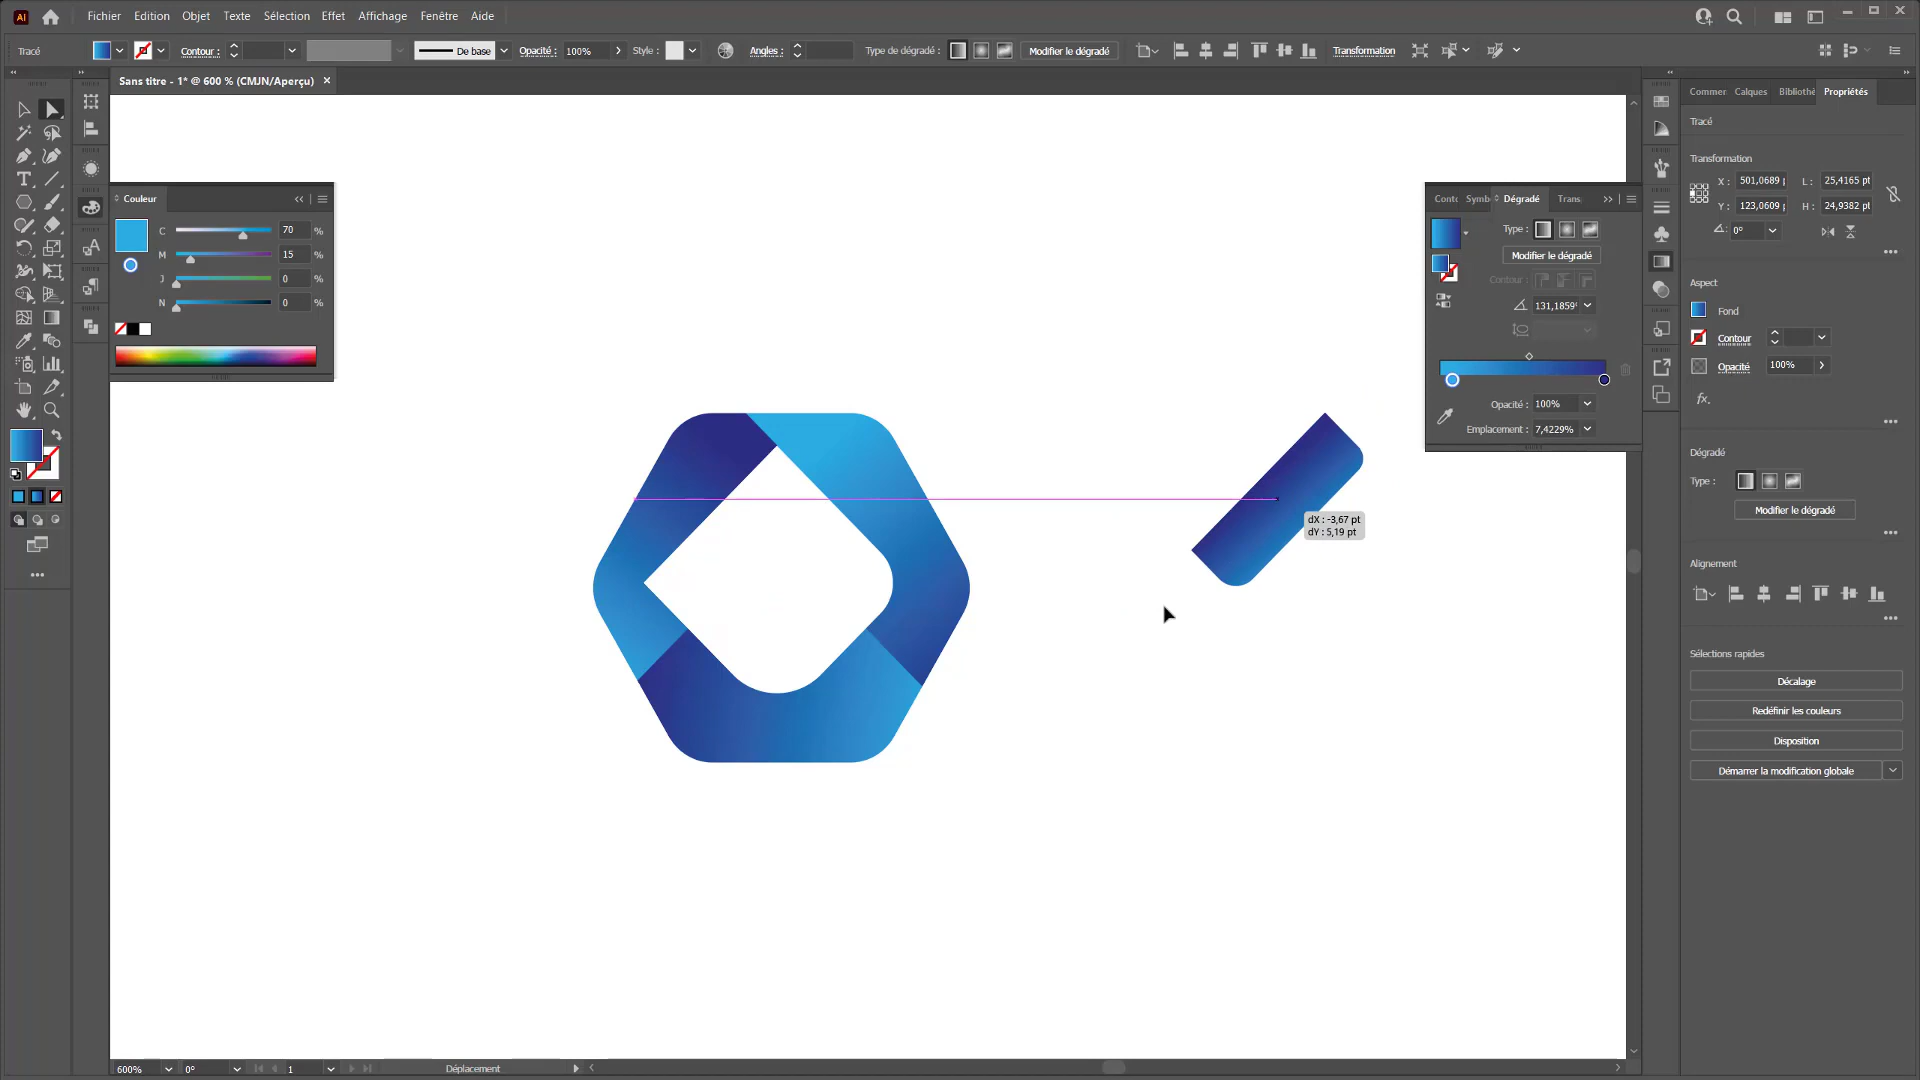 Ai Fichier Edition Objet Texte Sélection Effet Affichage Fenêtre Aide
Tracé Contour : De base Opacité : 100% Style : Angles : Type de dégradé : Modifier le dégradé Transformation
Sans titre - 1* @ 600 % (CMJN/Aperçu) ×
Couleur
C 70 %
M 15 %
J 0 %
N 0 %
dX : -3,67 pt
dY : 5,19 pt
Contc Symb Dégradé Trans
Type :
Modifier le dégradé
Contour :
131,1859°
Opacité : 100%
Emplacement : 7,4229%
Commer Calques Bibliothè Propriétés
Tracé
Transformation
X : 501,0689 p L : 25,4165 pt
Y : 123,0609 p H : 24,9382 pt
0°
Aspect
Fond
Contour
Opacité 100%
fx.
Dégradé
Type :
Modifier le dégradé
Alignement
Sélections rapides
Décalage
Redéfinir les couleurs
Disposition
Démarrer la modification globale
600% 0° 1 Déplacement